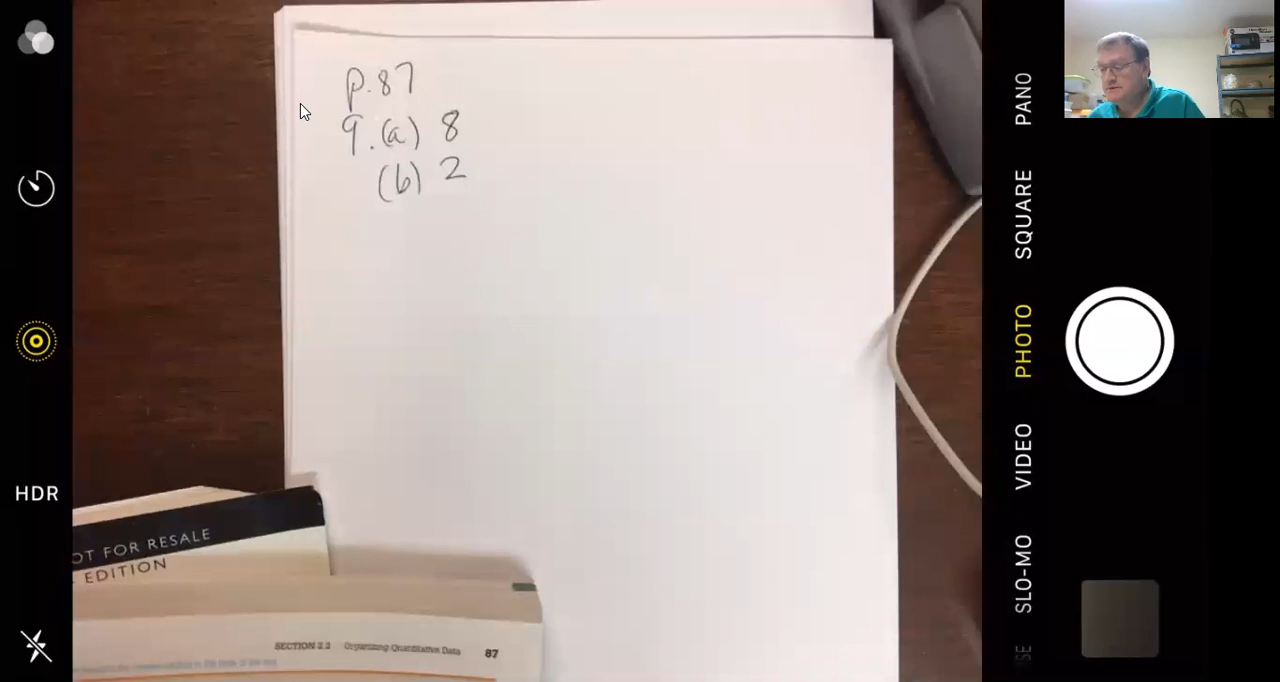 p.87
9.(a) 8
(b) 2
HDR
PANO
SQUARE
PHOTO
VIDEO
SLO-MO
SE
OT FOR RESALE
EDITION
SECTION 2.2 Organizing Quantitative Data 87